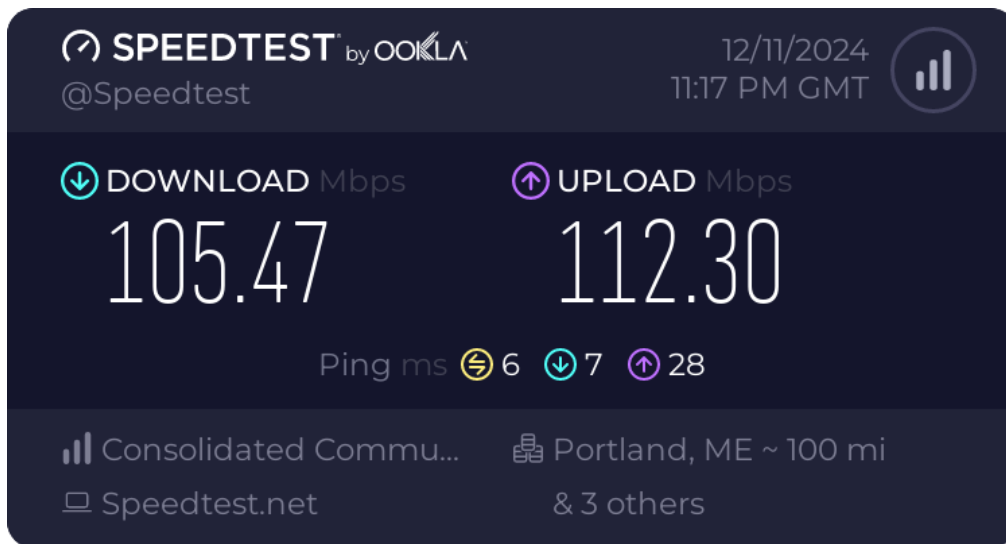 SPEEDTEST by OOKLA
@Speedtest
12/11/2024
11:17 PM GMT
DOWNLOAD Mbps
105.47
UPLOAD Mbps
112.30
Ping ms 6 7 28
Consolidated Commu...
Speedtest.net
Portland, ME ~ 100 mi
& 3 others